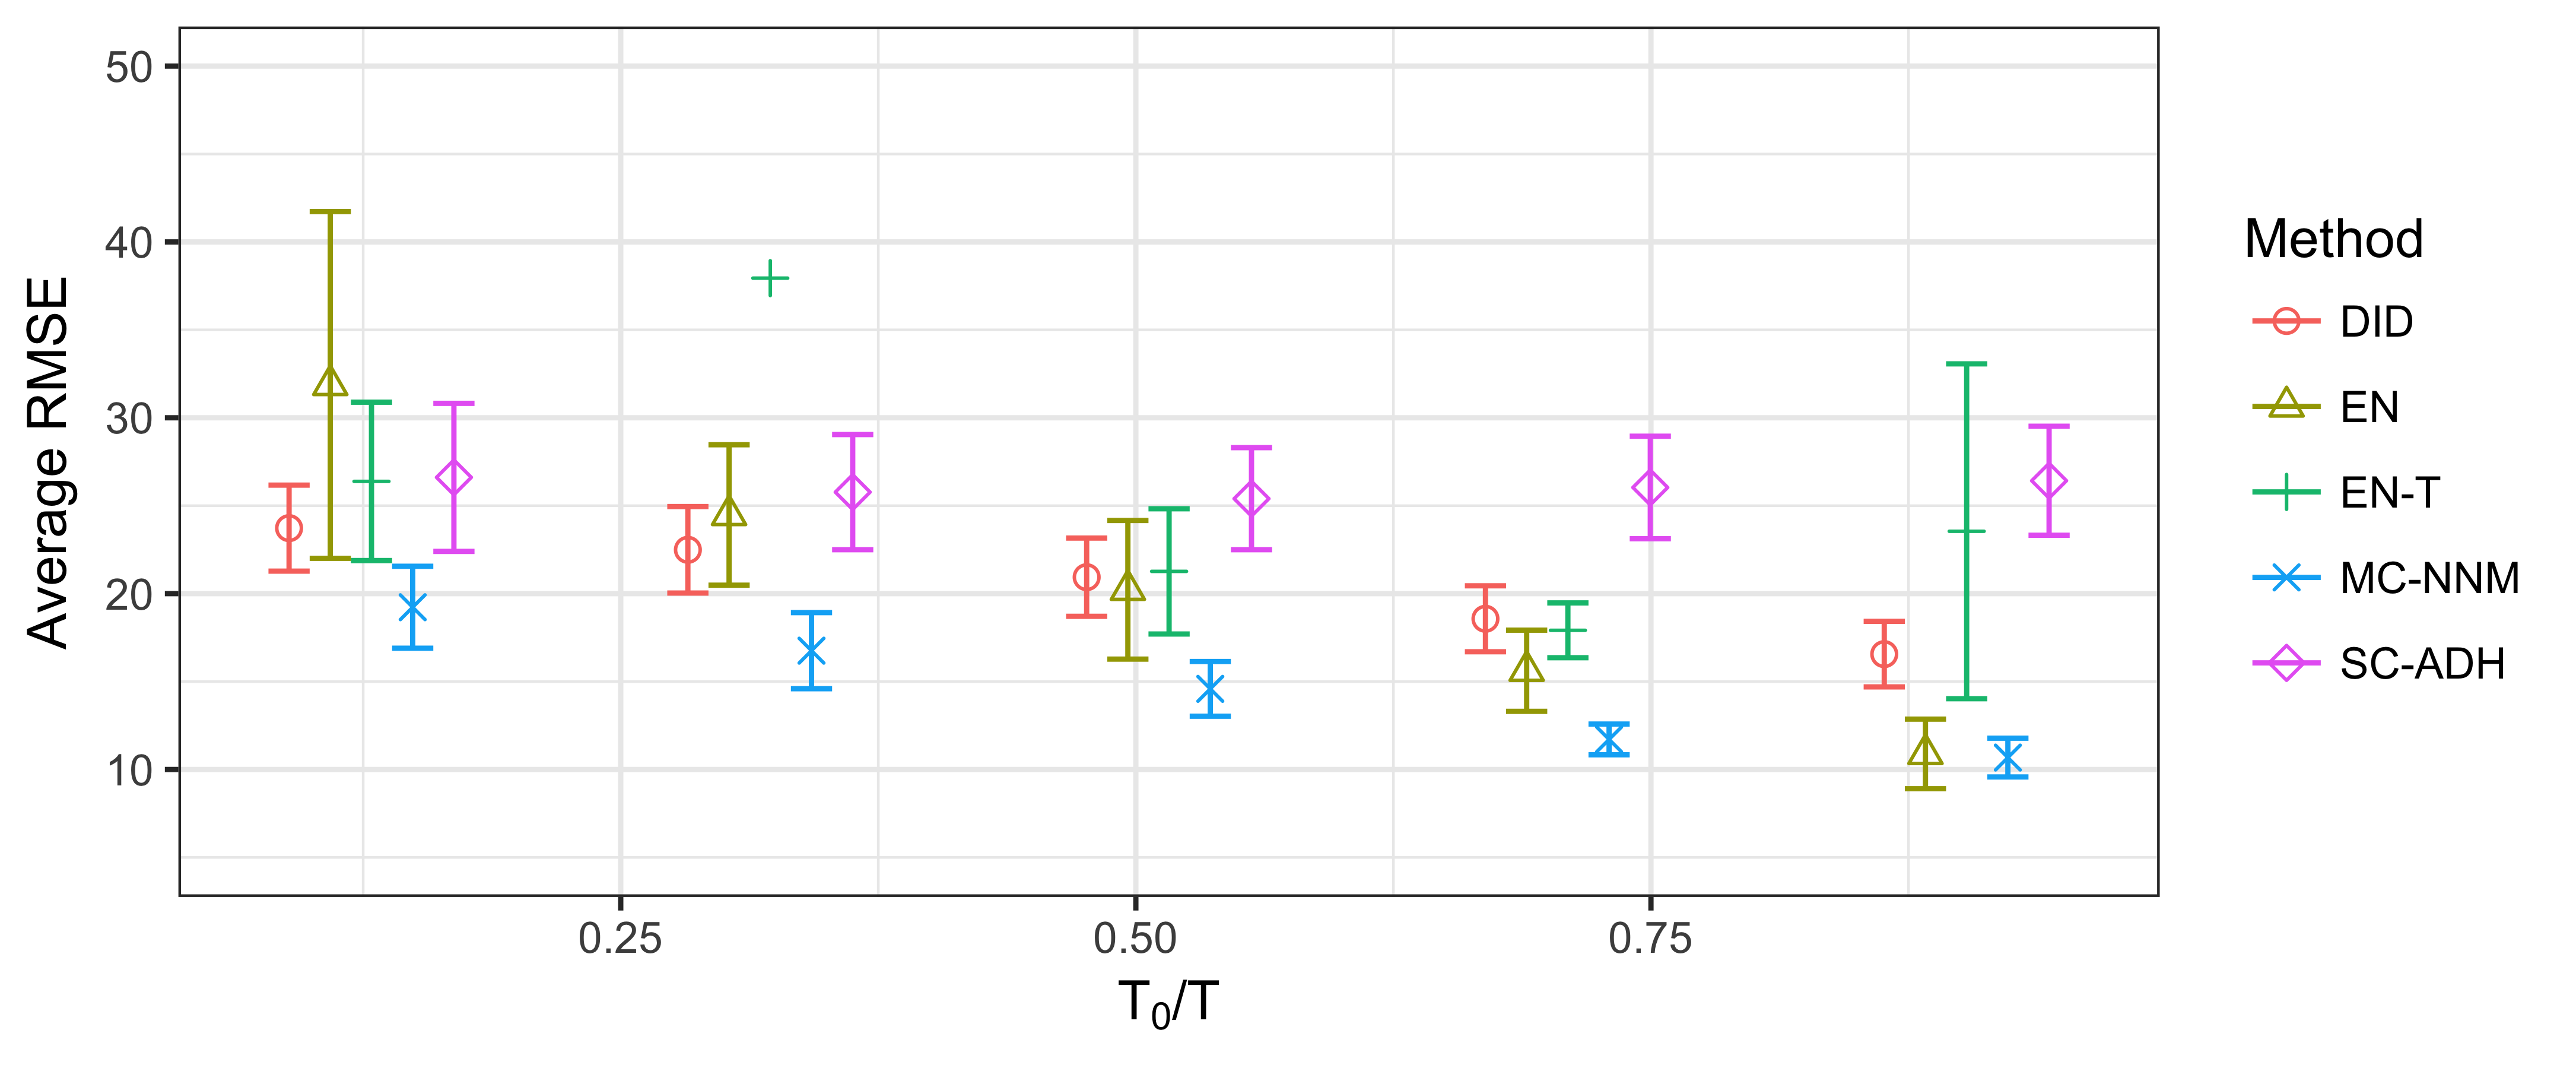 50
40
30
20
10
Average RMSE
0.25 0.50 0.75
T₀/T
Method
DID
EN
EN-T
MC-NNM
SC-ADH